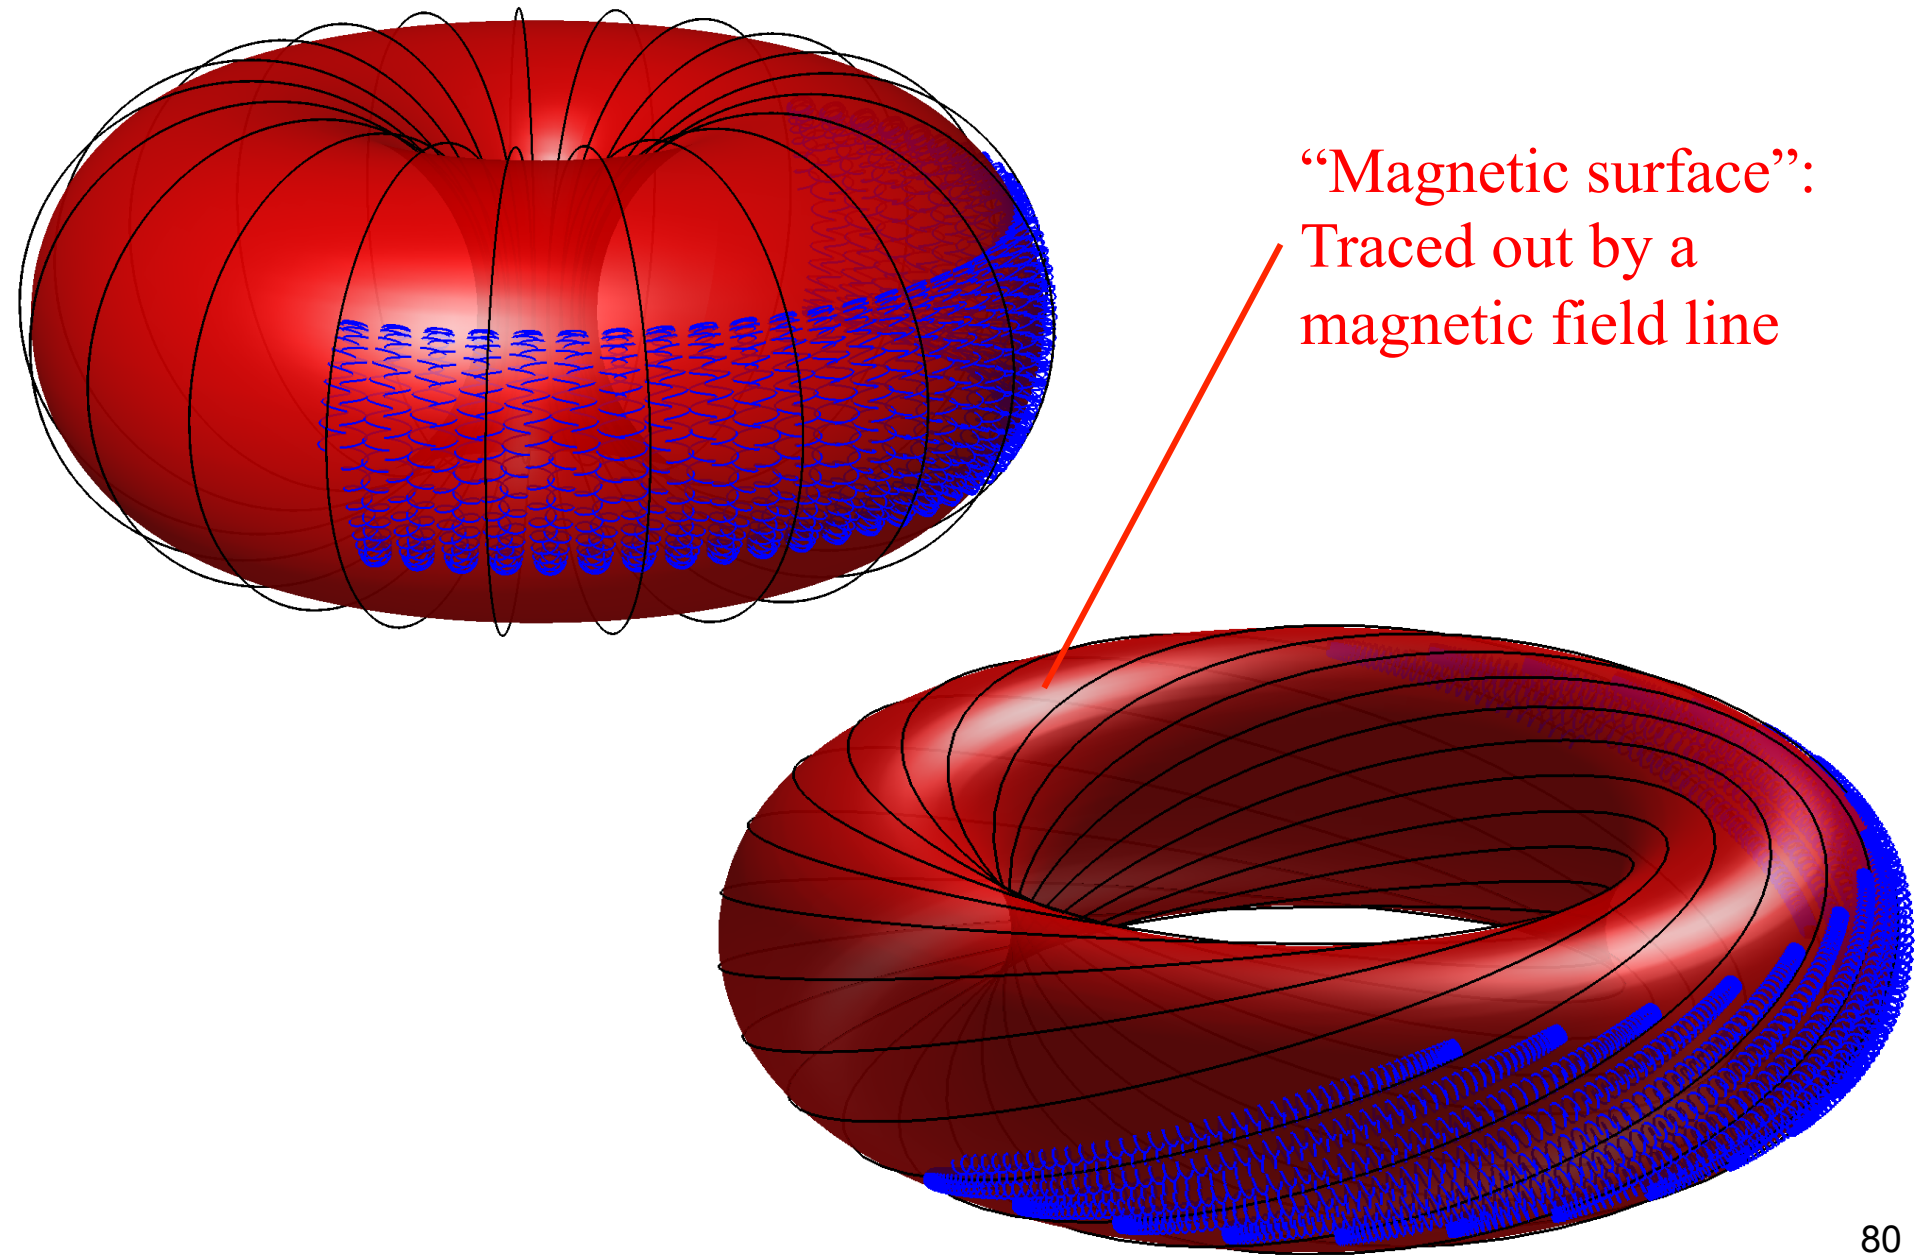 “Magnetic surface”:
Traced out by a
magnetic field line
80